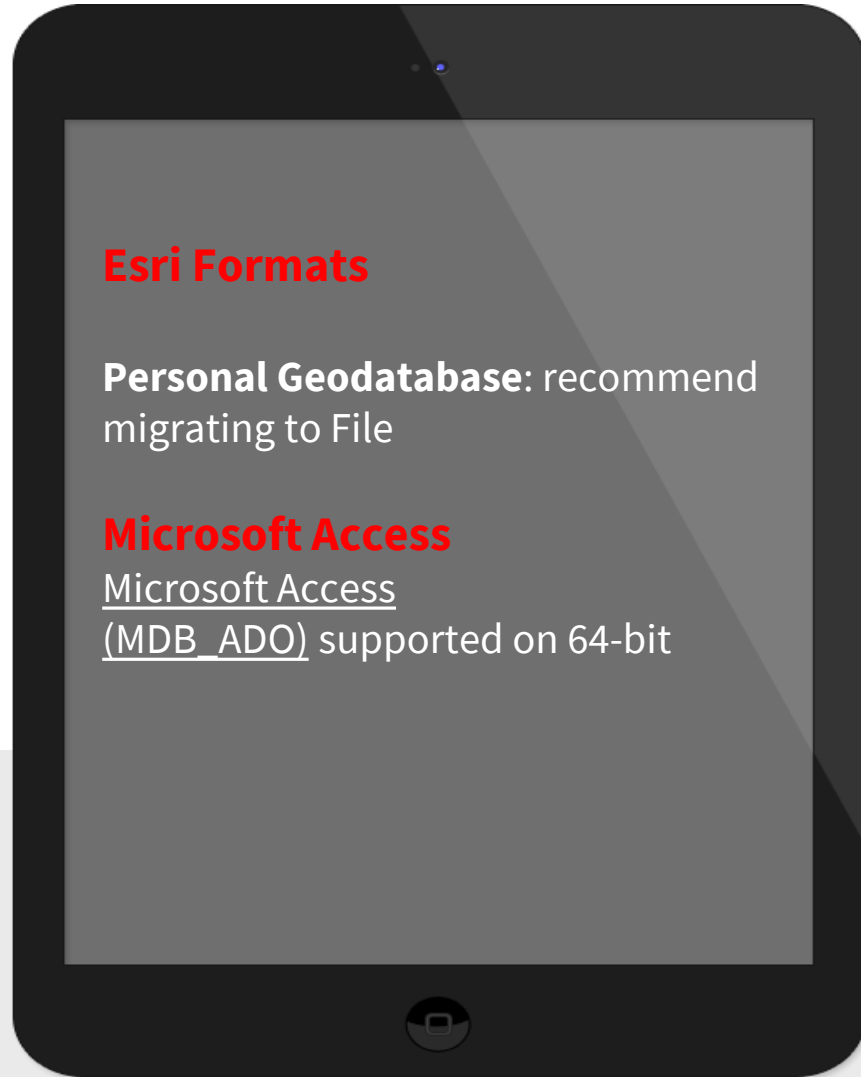 Esri Formats
Personal Geodatabase: recommend
migrating to File
Microsoft Access
Microsoft Access
(MDB_ADO) supported on 64-bit